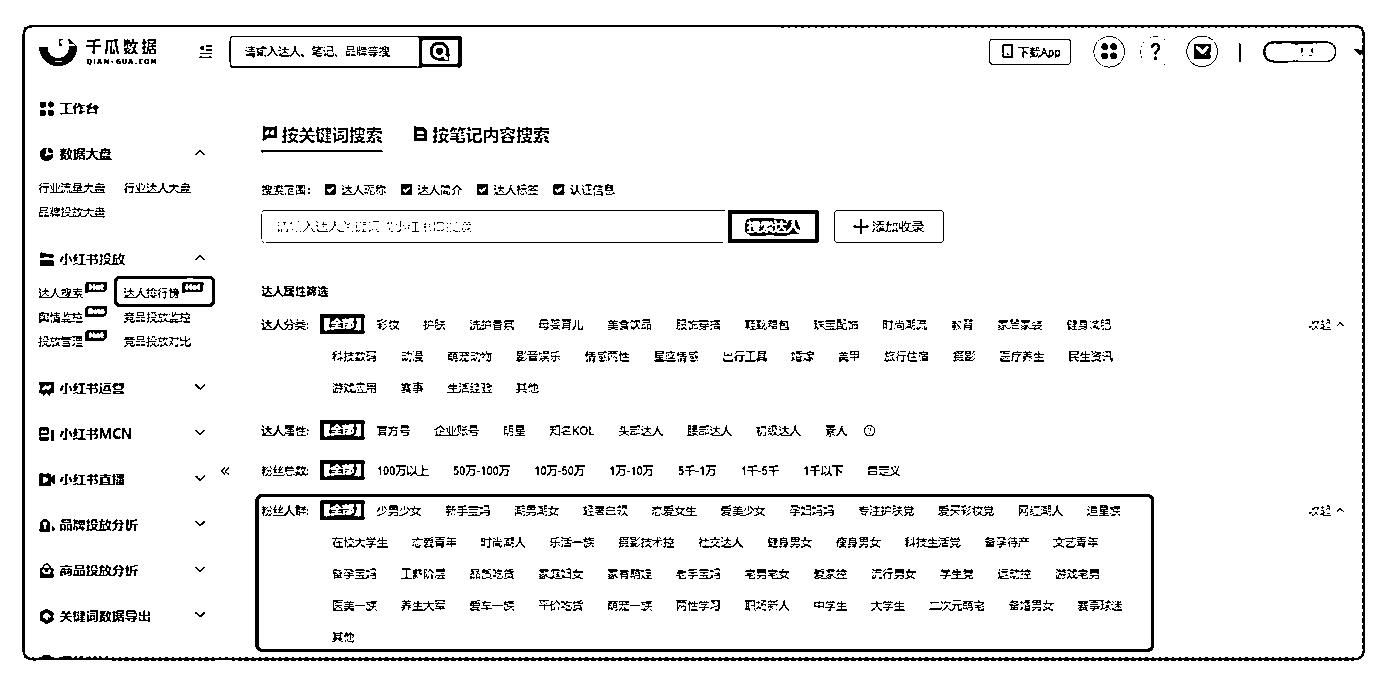 千瓜数据
QIAN-GUA.COM
请输入达人、笔记、品牌等搜
下载App
工作台
数据大盘
行业流量大盘 行业达人大盘
品牌投放大盘
小红书投放
达人搜索 达人排行榜
舆情监控 竞品投放监控
投放管理 竞品投放对比
小红书运营
小红书MCN
小红书直播
品牌投放分析
商品投放分析
关键词数据导出
按关键词搜索 按笔记内容搜索
搜索范围: 达人昵称 达人简介 达人标签 认证信息
搜索达人 添加收录
达人属性筛选
达人分类: 【全部】 彩妆 护肤 洗护香氛 母婴育儿 美食饮品 服饰穿搭 鞋靴箱包 珠宝配饰 时尚潮流 教育 家居家装 健身减肥 收起
科技数码 动漫 萌宠动物 影音娱乐 情感两性 星座情感 出行工具 婚嫁 美甲 旅行住宿 摄影 医疗养生 民生资讯
游戏应用 赛事 生活经验 其他
达人属性: 【全部】 官方号 企业账号 明星 知名KOL 头部达人 腰部达人 初级达人 素人
粉丝总数: 【全部】 100万以上 50万-100万 10万-50万 1万-10万 5千-1万 1千-5千 1千以下 自定义
粉丝人群: 【全部】 少男少女 新手宝妈 潮男潮女 轻奢白领 恋爱女生 爱美少女 孕妇妈妈 专注护肤党 爱买彩妆党 网红潮人 追星族 收起
在校大学生 恋爱青年 时尚潮人 乐活一族 摄影技术控 社交达人 健身男女 瘦身男女 科技生活党 备孕待产 文艺青年
备孕宝妈 工薪阶层 品质吃货 家庭妇女 家有萌娃 老手宝妈 宅男宅女 爱家控 流行男女 学生党 运动控 游戏宅男
医美一族 养生大军 爱车一族 平价吃货 萌宠一族 两性学习 职场新人 中学生 大学生 二次元萌宅 备婚男女 赛事球迷
其他